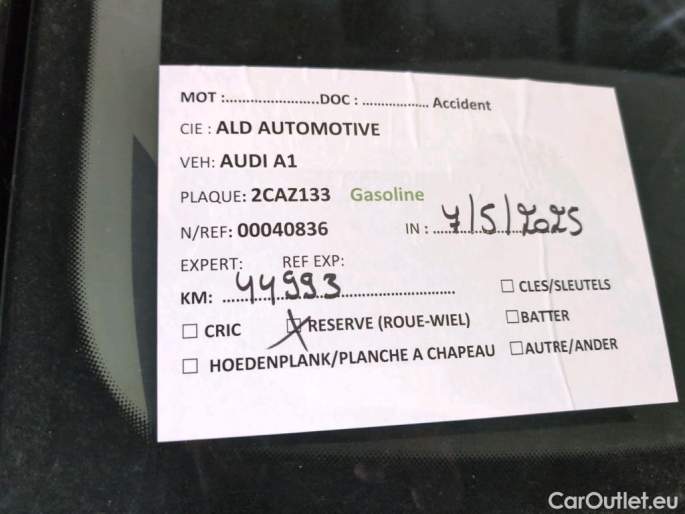 MOT :.......................DOC : .................. Accident
CIE : ALD AUTOMOTIVE
VEH: AUDI A1
PLAQUE: 2CAZ133 Gasoline
N/REF: 00040836 IN : 7/5/2025
EXPERT: REF EXP:
KM: 44993 ☐ CLES/SLEUTELS
☐ CRIC ☒ RESERVE (ROUE-WIEL) ☐ BATTER
☐ HOEDENPLANK/PLANCHE A CHAPEAU ☐ AUTRE/ANDER
CarOutlet.eu